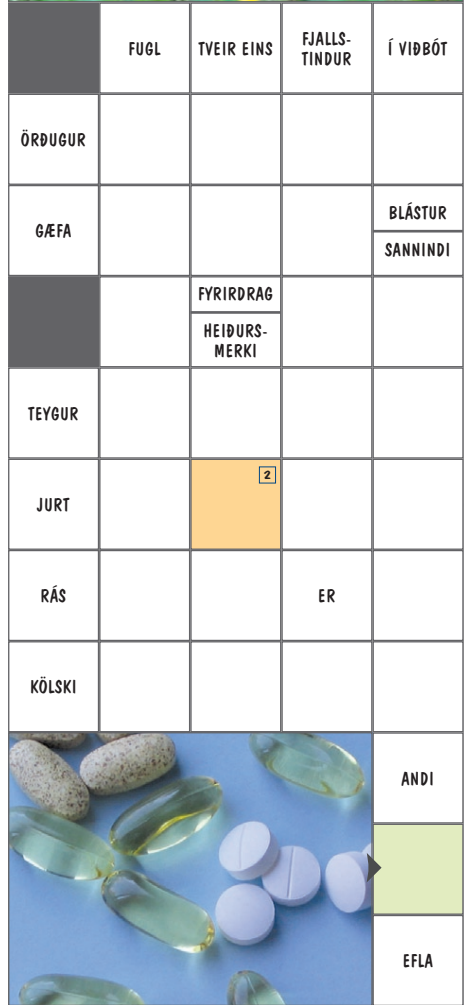 FUGL
TVEIR EINS
FJALLS-
TINDUR
Í VIÐBÓT
ÖRÐUGUR
GÆFA
BLÁSTUR
SANNINDI
FYRIRDRAG
HEIÐURS-
MERKI
TEYGUR
JURT
2
RÁS
ER
KÖLSKI
ANDI
EFLA